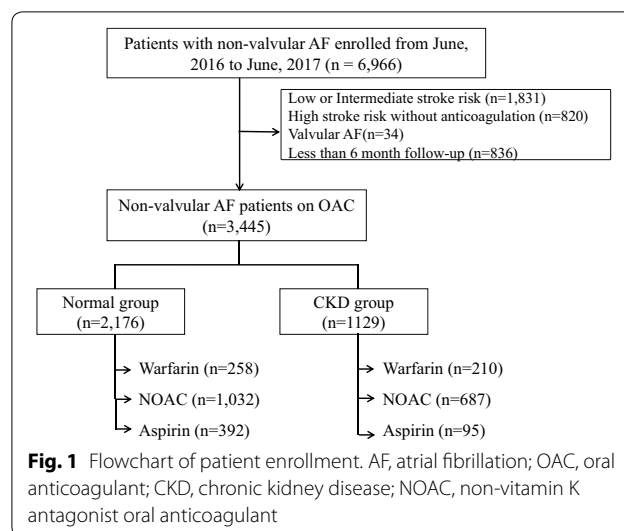 Patients with non-valvular AF enrolled from June,
2016 to June, 2017 (n = 6,966)
Low or Intermediate stroke risk (n=1,831)
High stroke risk without anticoagulation (n=820)
Valvular AF(n=34)
Less than 6 month follow-up (n=836)
Non-valvular AF patients on OAC
(n=3,445)
Normal group
(n=2,176)
Warfarin (n=258)
NOAC (n=1,032)
Aspirin (n=392)
CKD group
(n=1129)
Warfarin (n=210)
NOAC (n=687)
Aspirin (n=95)
Fig. 1 Flowchart of patient enrollment. AF, atrial fibrillation; OAC, oral
anticoagulant; CKD, chronic kidney disease; NOAC, non-vitamin K
antagonist oral anticoagulant